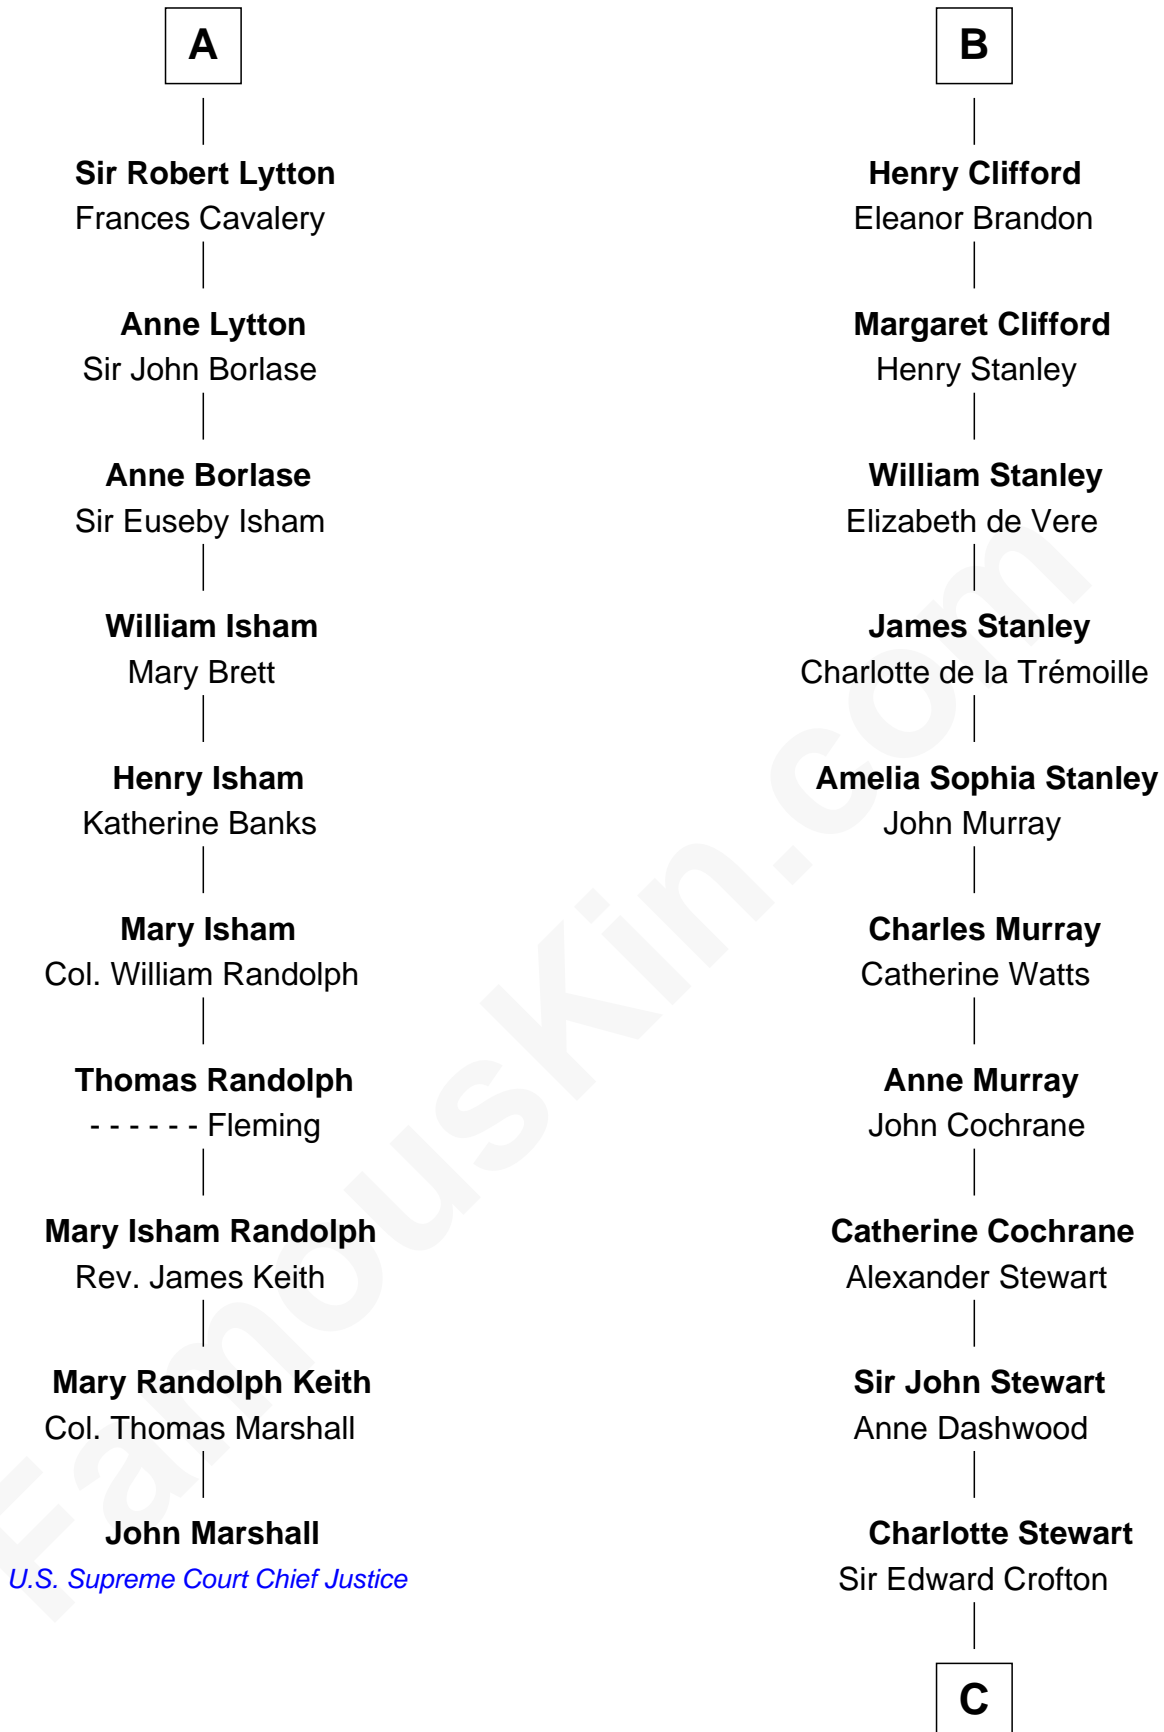 A
Sir Robert Lytton
Frances Cavalery
Anne Lytton
Sir John Borlase
Anne Borlase
Sir Euseby Isham
William Isham
Mary Brett
Henry Isham
Katherine Banks
Mary Isham
Col. William Randolph
Thomas Randolph
- - - - - - Fleming
Mary Isham Randolph
Rev. James Keith
Mary Randolph Keith
Col. Thomas Marshall
John Marshall
U.S. Supreme Court Chief Justice
B
Henry Clifford
Eleanor Brandon
Margaret Clifford
Henry Stanley
William Stanley
Elizabeth de Vere
James Stanley
Charlotte de la Trémoille
Amelia Sophia Stanley
John Murray
Charles Murray
Catherine Watts
Anne Murray
John Cochrane
Catherine Cochrane
Alexander Stewart
Sir John Stewart
Anne Dashwood
Charlotte Stewart
Sir Edward Crofton
C
FamousKin.com